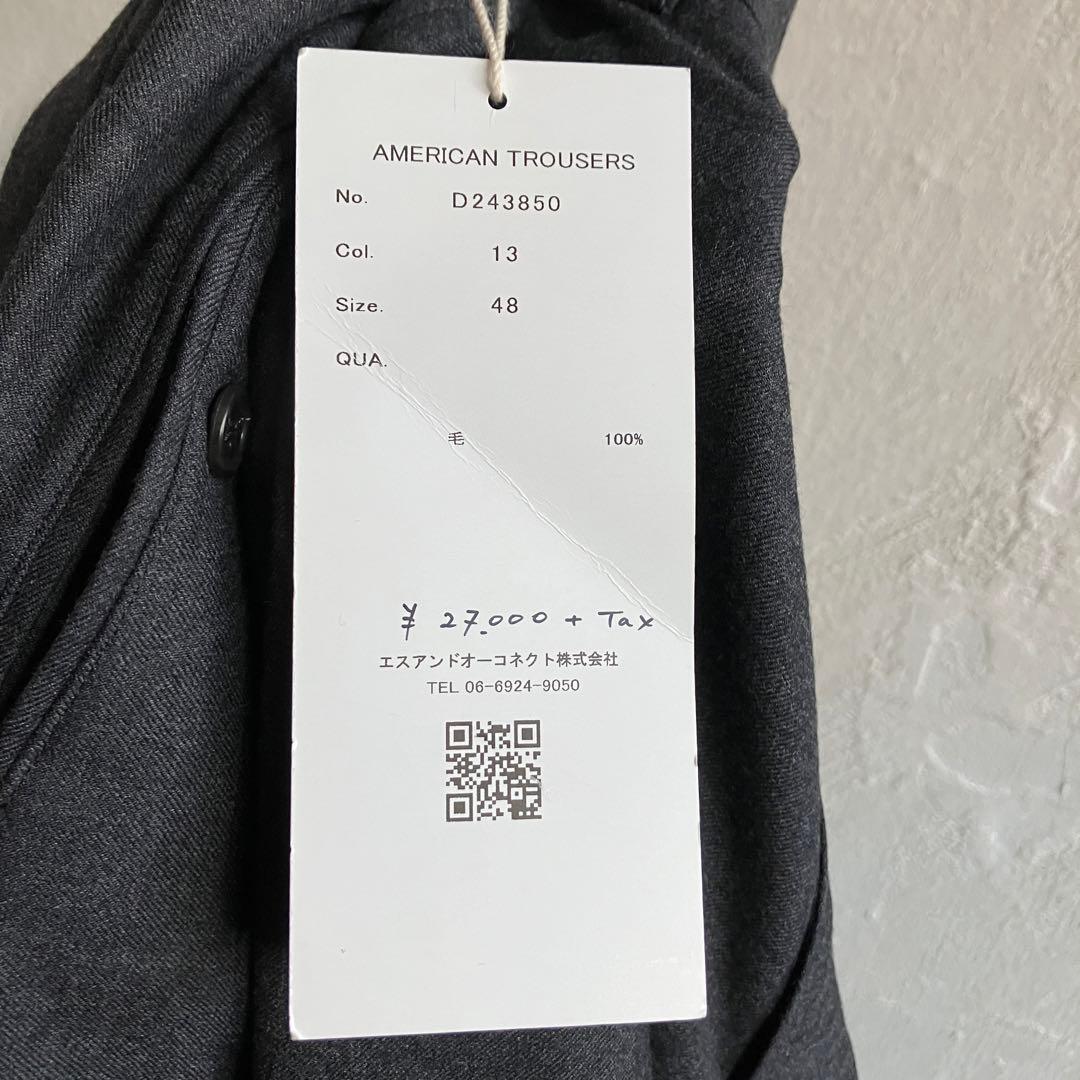 AMERICAN TROUSERS
No. D243850
Col. 13
Size. 48
QUA.
毛 100%
¥ 27.000 + Tax
エスアンドオーコネクト株式会社
TEL 06-6924-9050